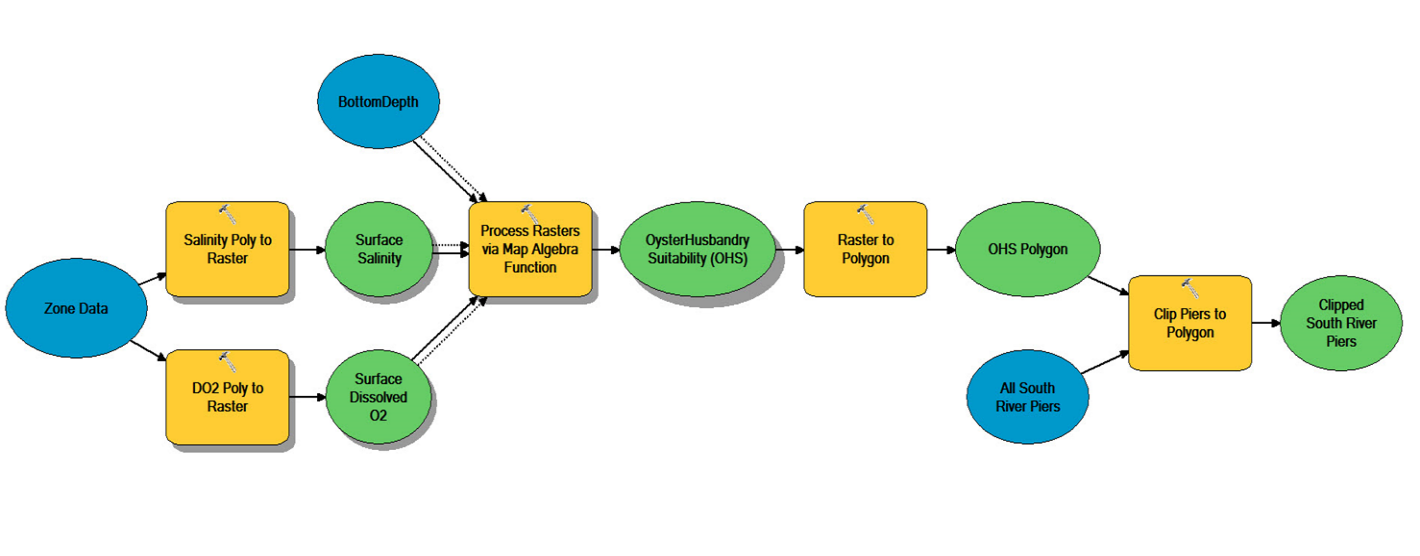 BottomDepth
Zone Data
Salinity Poly to
Raster
Surface
Salinity
DO2 Poly to
Raster
Surface
Dissolved
O2
Process Rasters
via Map Algebra
Function
OysterHusbandry
Suitability (OHS)
Raster to
Polygon
OHS Polygon
All South
River Piers
Clip Piers to
Polygon
Clipped
South River
Piers